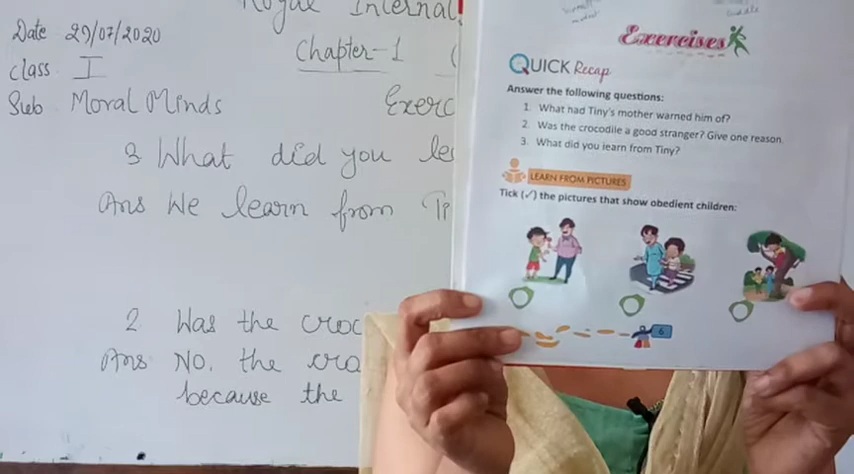 Date 29/07/2020
Class I
Sub Moral Minds
Chapter-1
3 What did you
Ans We learn from
2 Was the
Ans No. the
because the
Exercises
QUICK Recap
Answer the following questions:
1. What had Tiny's mother warned him of?
2. Was the crocodile a good stranger? Give one reason.
3. What did you learn from Tiny?
LEARN FROM PICTURES
Tick (✓) the pictures that show obedient children:
6